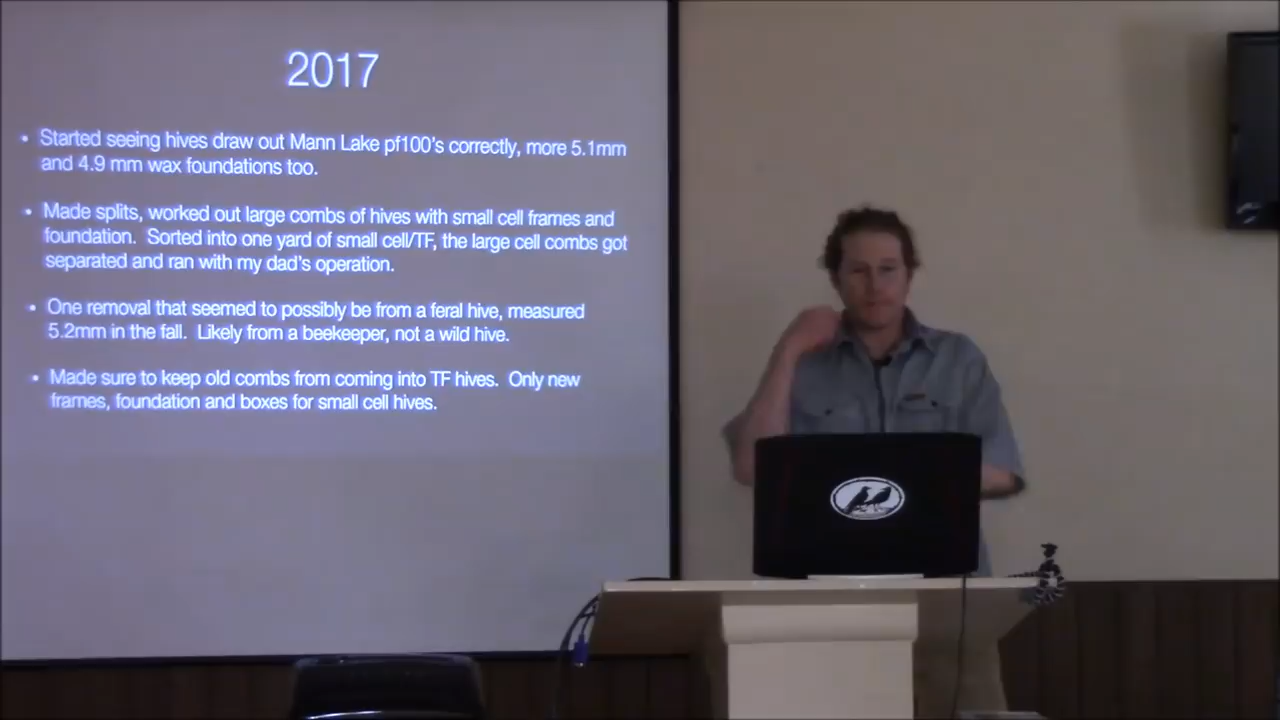 2017
• Started seeing hives draw out Mann Lake pf100's correctly, more 5.1mm
and 4.9 mm wax foundations too.
• Made splits, worked out large combs of hives with small cell frames and
foundation. Sorted into one yard of small cell/TF, the large cell combs got
separated and ran with my dad's operation.
• One removal that seemed to possibly be from a feral hive, measured
5.2mm in the fall. Likely from a beekeeper, not a wild hive.
• Made sure to keep old combs from coming into TF hives. Only new
frames, foundation and boxes for small cell hives.